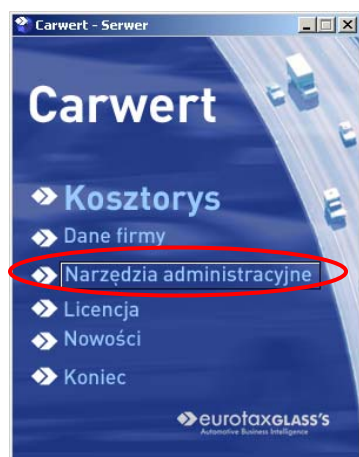 Carwert - Serwer
Carwert
Kosztorys
Dane firmy
Narzędzia administracyjne
Licencja
Nowości
Koniec
eurotaxGLASS'S
Automotive Business Intelligence